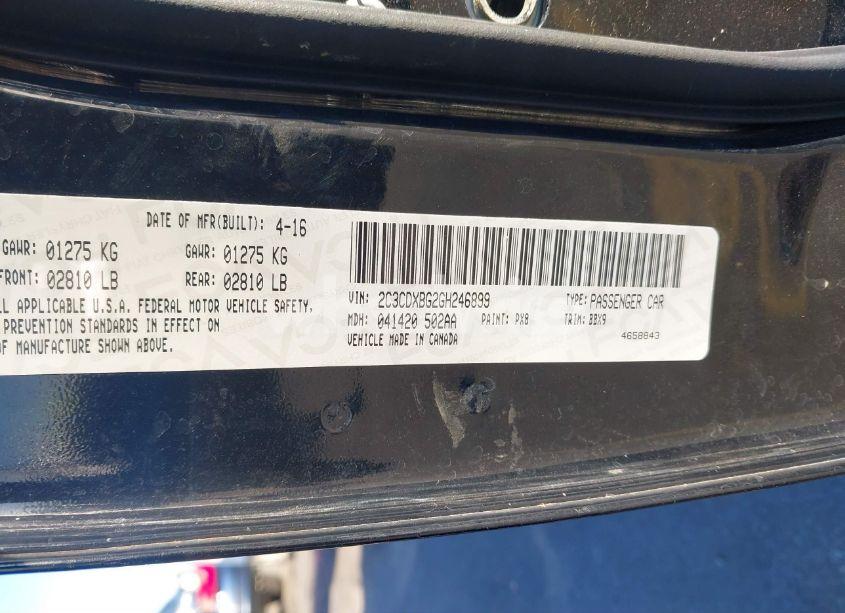 DATE OF MFR(BUILT): 4-16
GAWR: 01275 KG GAWR: 01275 KG
FRONT: 02810 LB REAR: 02810 LB
LL APPLICABLE U.S.A. FEDERAL MOTOR VEHICLE SAFETY,
PREVENTION STANDARDS IN EFFECT ON
OF MANUFACTURE SHOWN ABOVE.
VIN: 2C3CDXBG2GH246899 TYPE: PASSENGER CAR
MDH: 041420 502AA PAINT: PX8 TRIM: BBX9
VEHICLE MADE IN CANADA 4658843